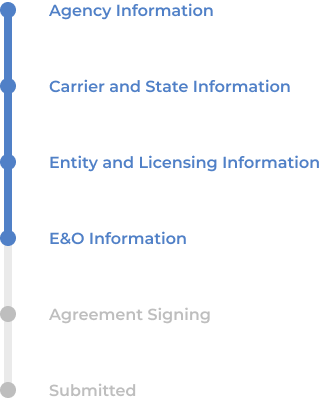 Agency Information
Carrier and State Information
Entity and Licensing Information
E&O Information
Agreement Signing
Submitted